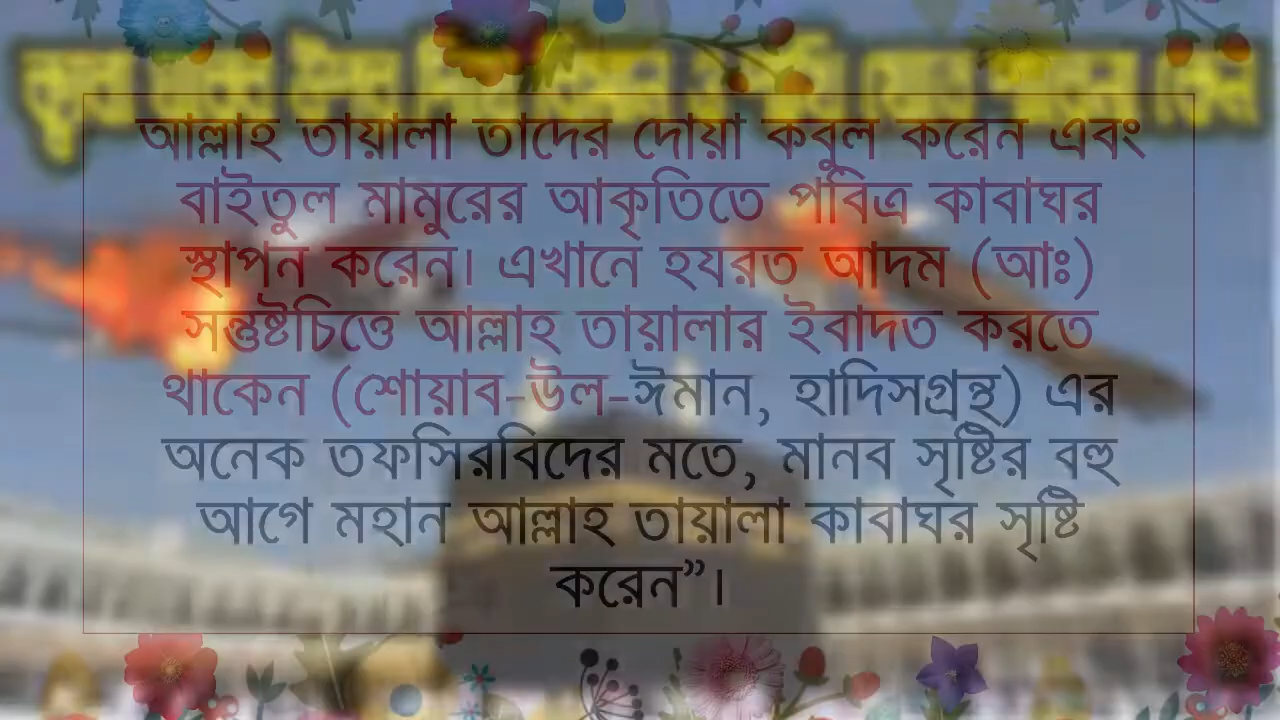 আল্লাহ তায়ালা তাদের দোয়া কবুল করেন এবং
বাইতুল মামুরের আকৃতিতে পবিত্র কাবাঘর
স্থাপন করেন। এখানে হযরত আদম (আঃ)
সন্তুষ্টচিত্তে আল্লাহ তায়ালার ইবাদত করতে
থাকেন (শোয়াব-উল-ঈমান, হাদিসগ্রন্থ) এর
অনেক তফসিরবিদের মতে, মানব সৃষ্টির বহু
আগে মহান আল্লাহ তায়ালা কাবাঘর সৃষ্টি
করেন”।